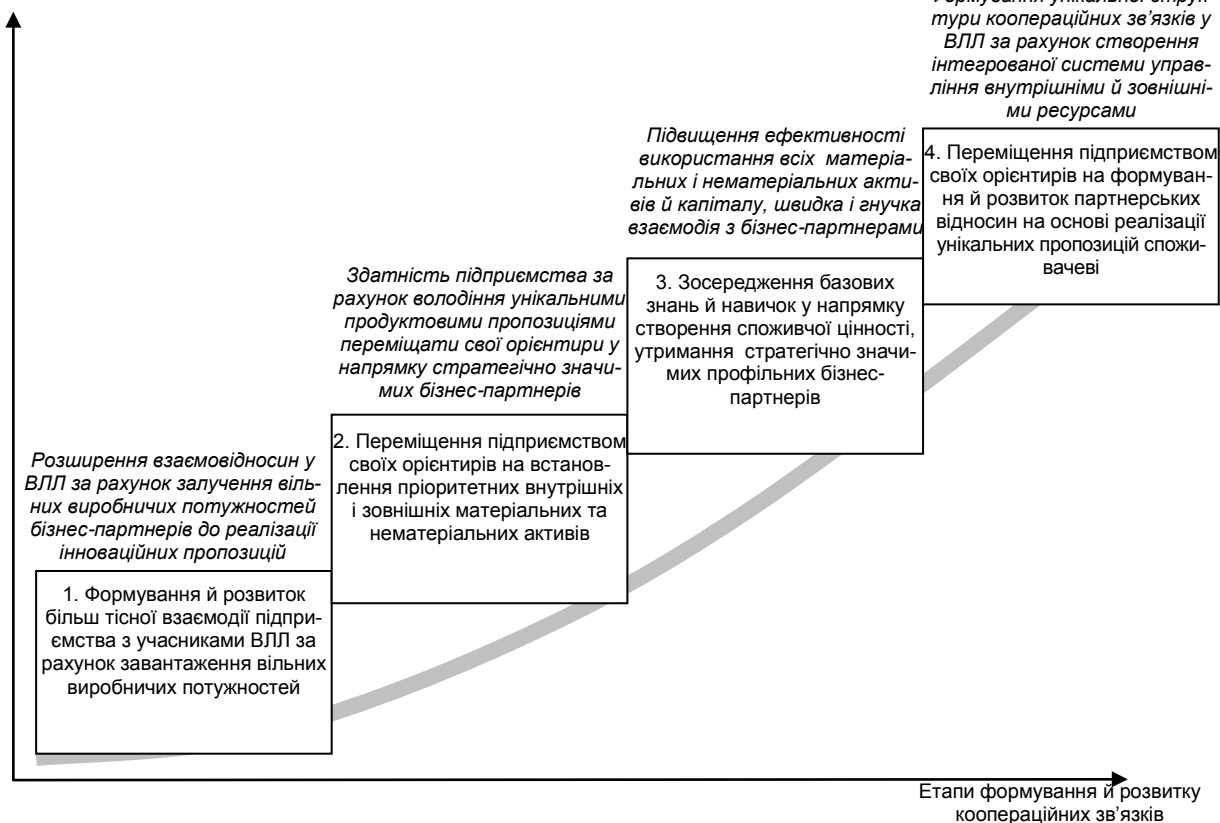 тури коопераційних зв’язків у
ВЛЛ за рахунок створення
інтегрованої системи управ-
ління внутрішніми й зовнішні-
ми ресурсами
4. Переміщення підприємством
своїх орієнтирів на формуван-
ня й розвиток партнерських
відносин на основі реалізації
унікальних пропозицій спожи-
вачеві
Підвищення ефективності
використання всіх матеріа-
льних і нематеріальних акти-
вів й капіталу, швидка і гнучка
взаємодія з бізнес-партнерами
3. Зосередження базових
знань й навичок у напрямку
створення споживчої цінності,
утримання стратегічно значи-
мих профільних бізнес-
партнерів
Здатність підприємства за
рахунок володіння унікальними
продуктовими пропозиціями
переміщати свої орієнтири у
напрямку стратегічно значи-
мих бізнес-партнерів
2. Переміщення підприємством
своїх орієнтирів на встанов-
лення пріоритетних внутрішніх
і зовнішніх матеріальних та
нематеріальних активів
Розширення взаємовідносин у
ВЛЛ за рахунок залучення віль-
них виробничих потужностей
бізнес-партнерів до реалізації
інноваційних пропозицій
1. Формування й розвиток
більш тісної взаємодії підпри-
ємства з учасниками ВЛЛ за
рахунок завантаження вільних
виробничих потужностей
Етапи формування й розвитку
коопераційних зв’язків